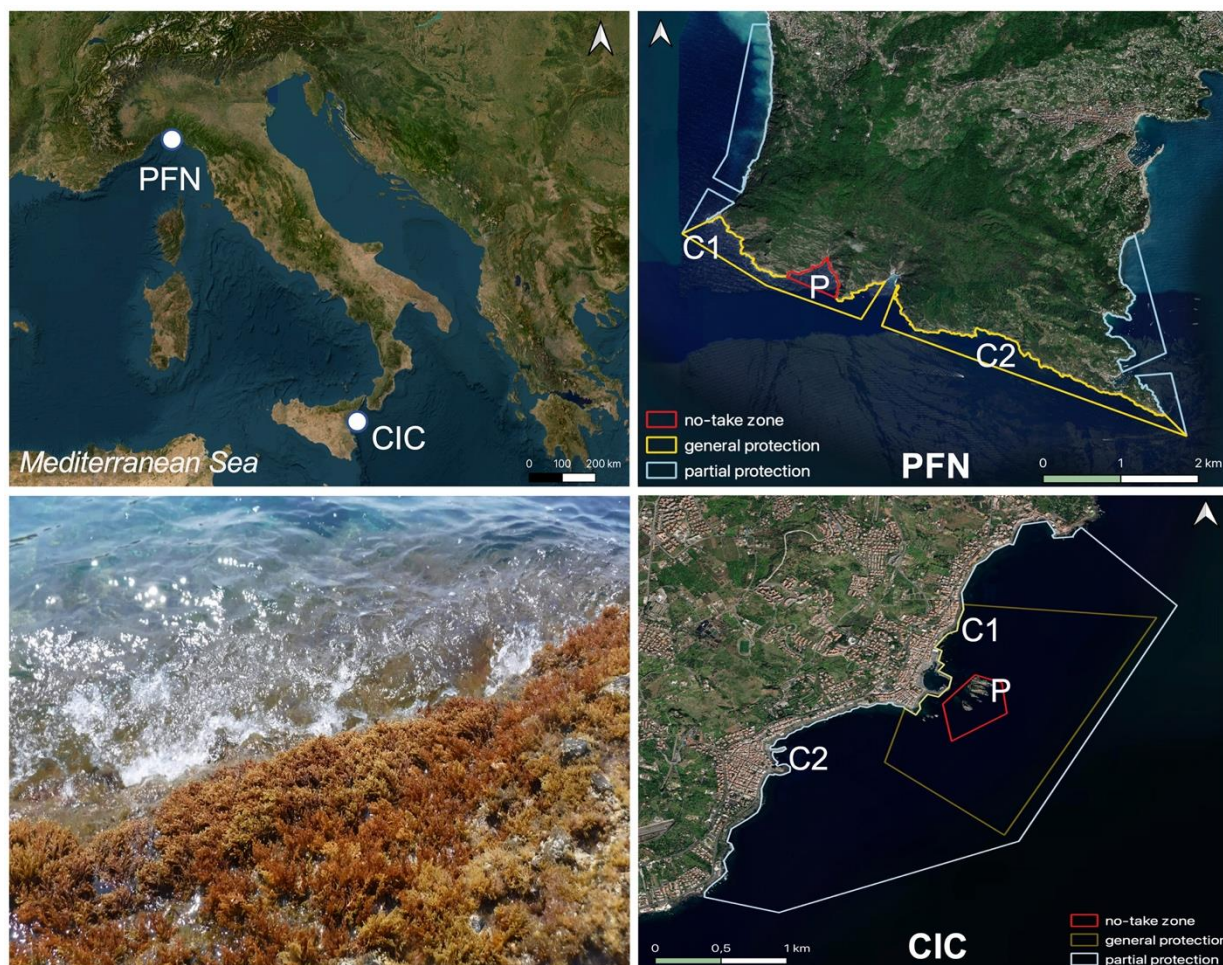 PFN
CIC
Mediterranean Sea
0 100 200 km
C1
P
C2
no-take zone
general protection
partial protection
PFN
0 1 2 km
C1
P
C2
no-take zone
general protection
partial protection
CIC
0 0,5 1 km